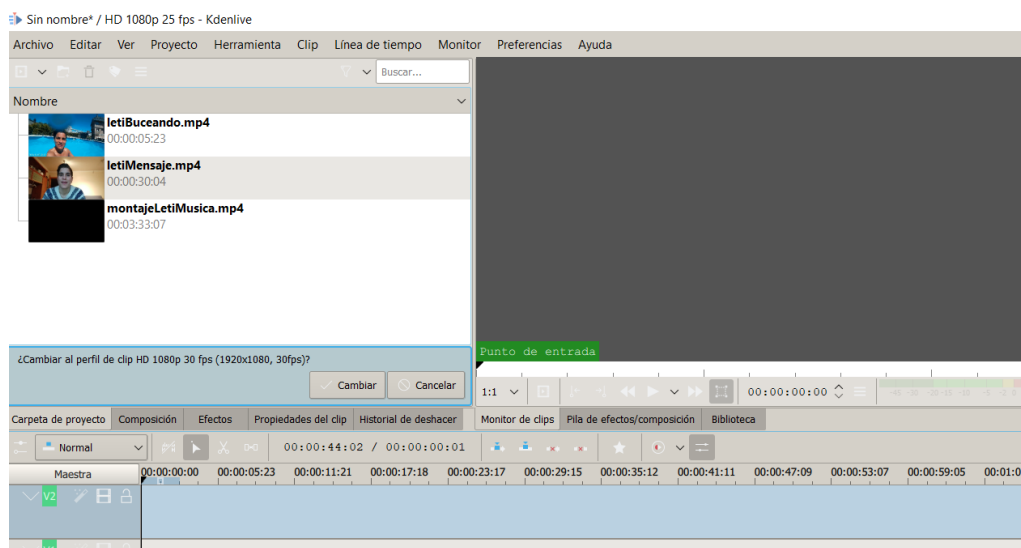 Sin nombre* / HD 1080p 25 fps - Kdenlive
Archivo Editar Ver Proyecto Herramienta Clip Línea de tiempo Monitor Preferencias Ayuda
Buscar...
Nombre
letiBuceando.mp4
00:00:05:23
letiMensaje.mp4
00:00:30:04
montajeLetiMusica.mp4
00:03:33:07
¿Cambiar al perfil de clip HD 1080p 30 fps (1920x1080, 30fps)?
Cambiar Cancelar
Punto de entrada
1:1 00:00:00:00
Carpeta de proyecto Composición Efectos Propiedades del clip Historial de deshacer Monitor de clips Pila de efectos/composición Biblioteca
Normal 00:00:44:02 / 00:00:00:01
Maestra 00:00:00:00 00:00:05:23 00:00:11:21 00:00:17:18 00:00:23:17 00:00:29:15 00:00:35:12 00:00:41:11 00:00:47:09 00:00:53:07 00:00:59:05 00:01:0
V2